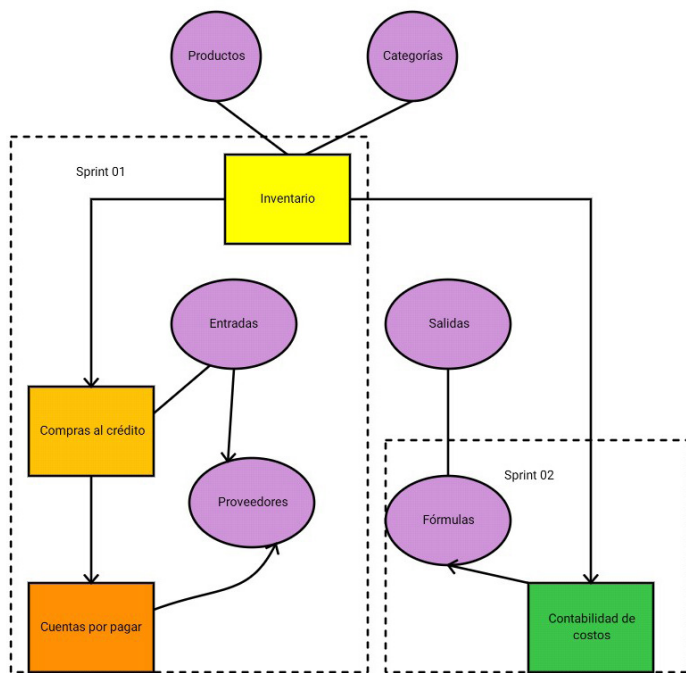 Productos
Categorías
Sprint 01
Inventario
Entradas
Salidas
Compras al crédito
Sprint 02
Proveedores
Fórmulas
Cuentas por pagar
Contabilidad de
costos